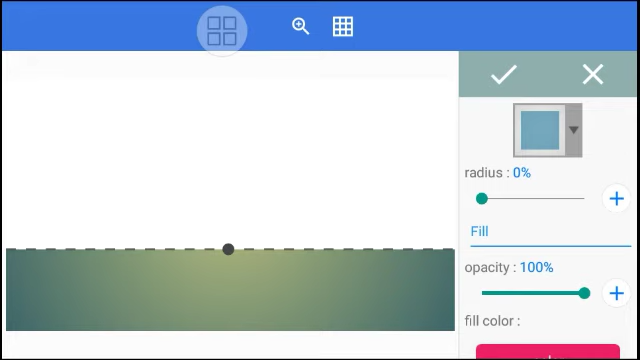 radius : 0%
Fill
opacity : 100%
fill color :